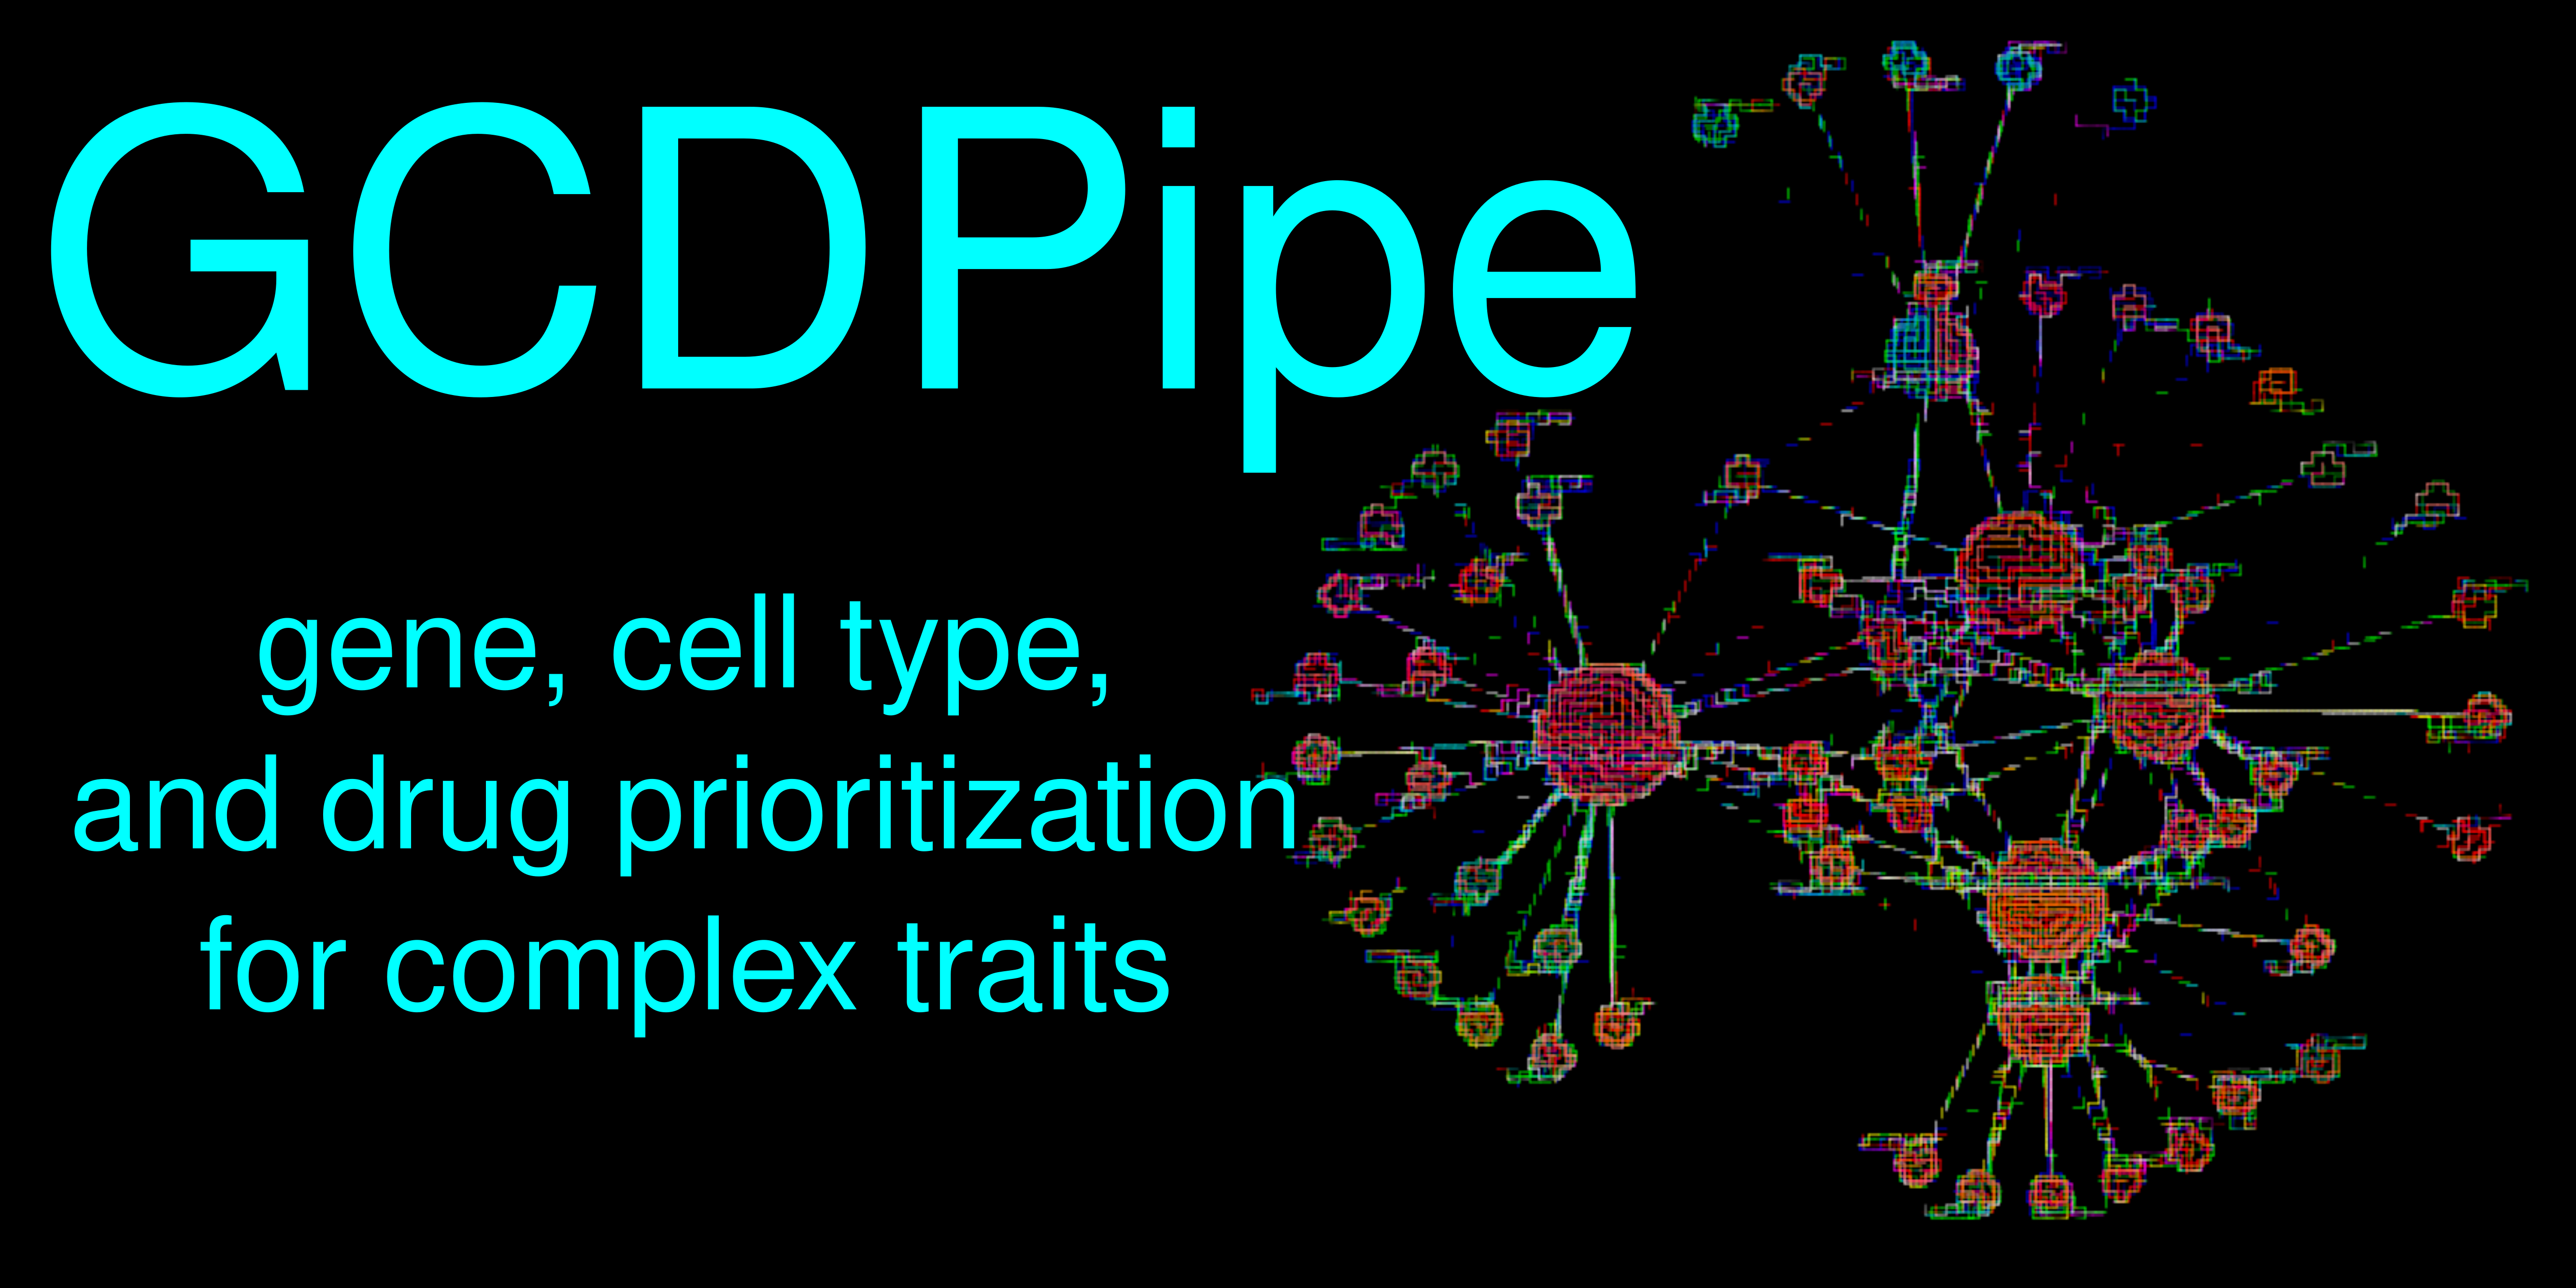 GCDPipe
gene, cell type,
and drug prioritization
for complex traits